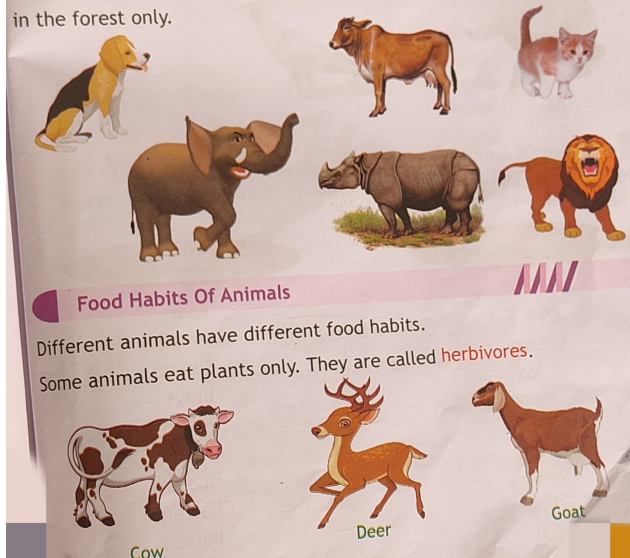 in the forest only.
Food Habits Of Animals
Different animals have different food habits.
Some animals eat plants only. They are called herbivores.
Cow
Deer
Goat